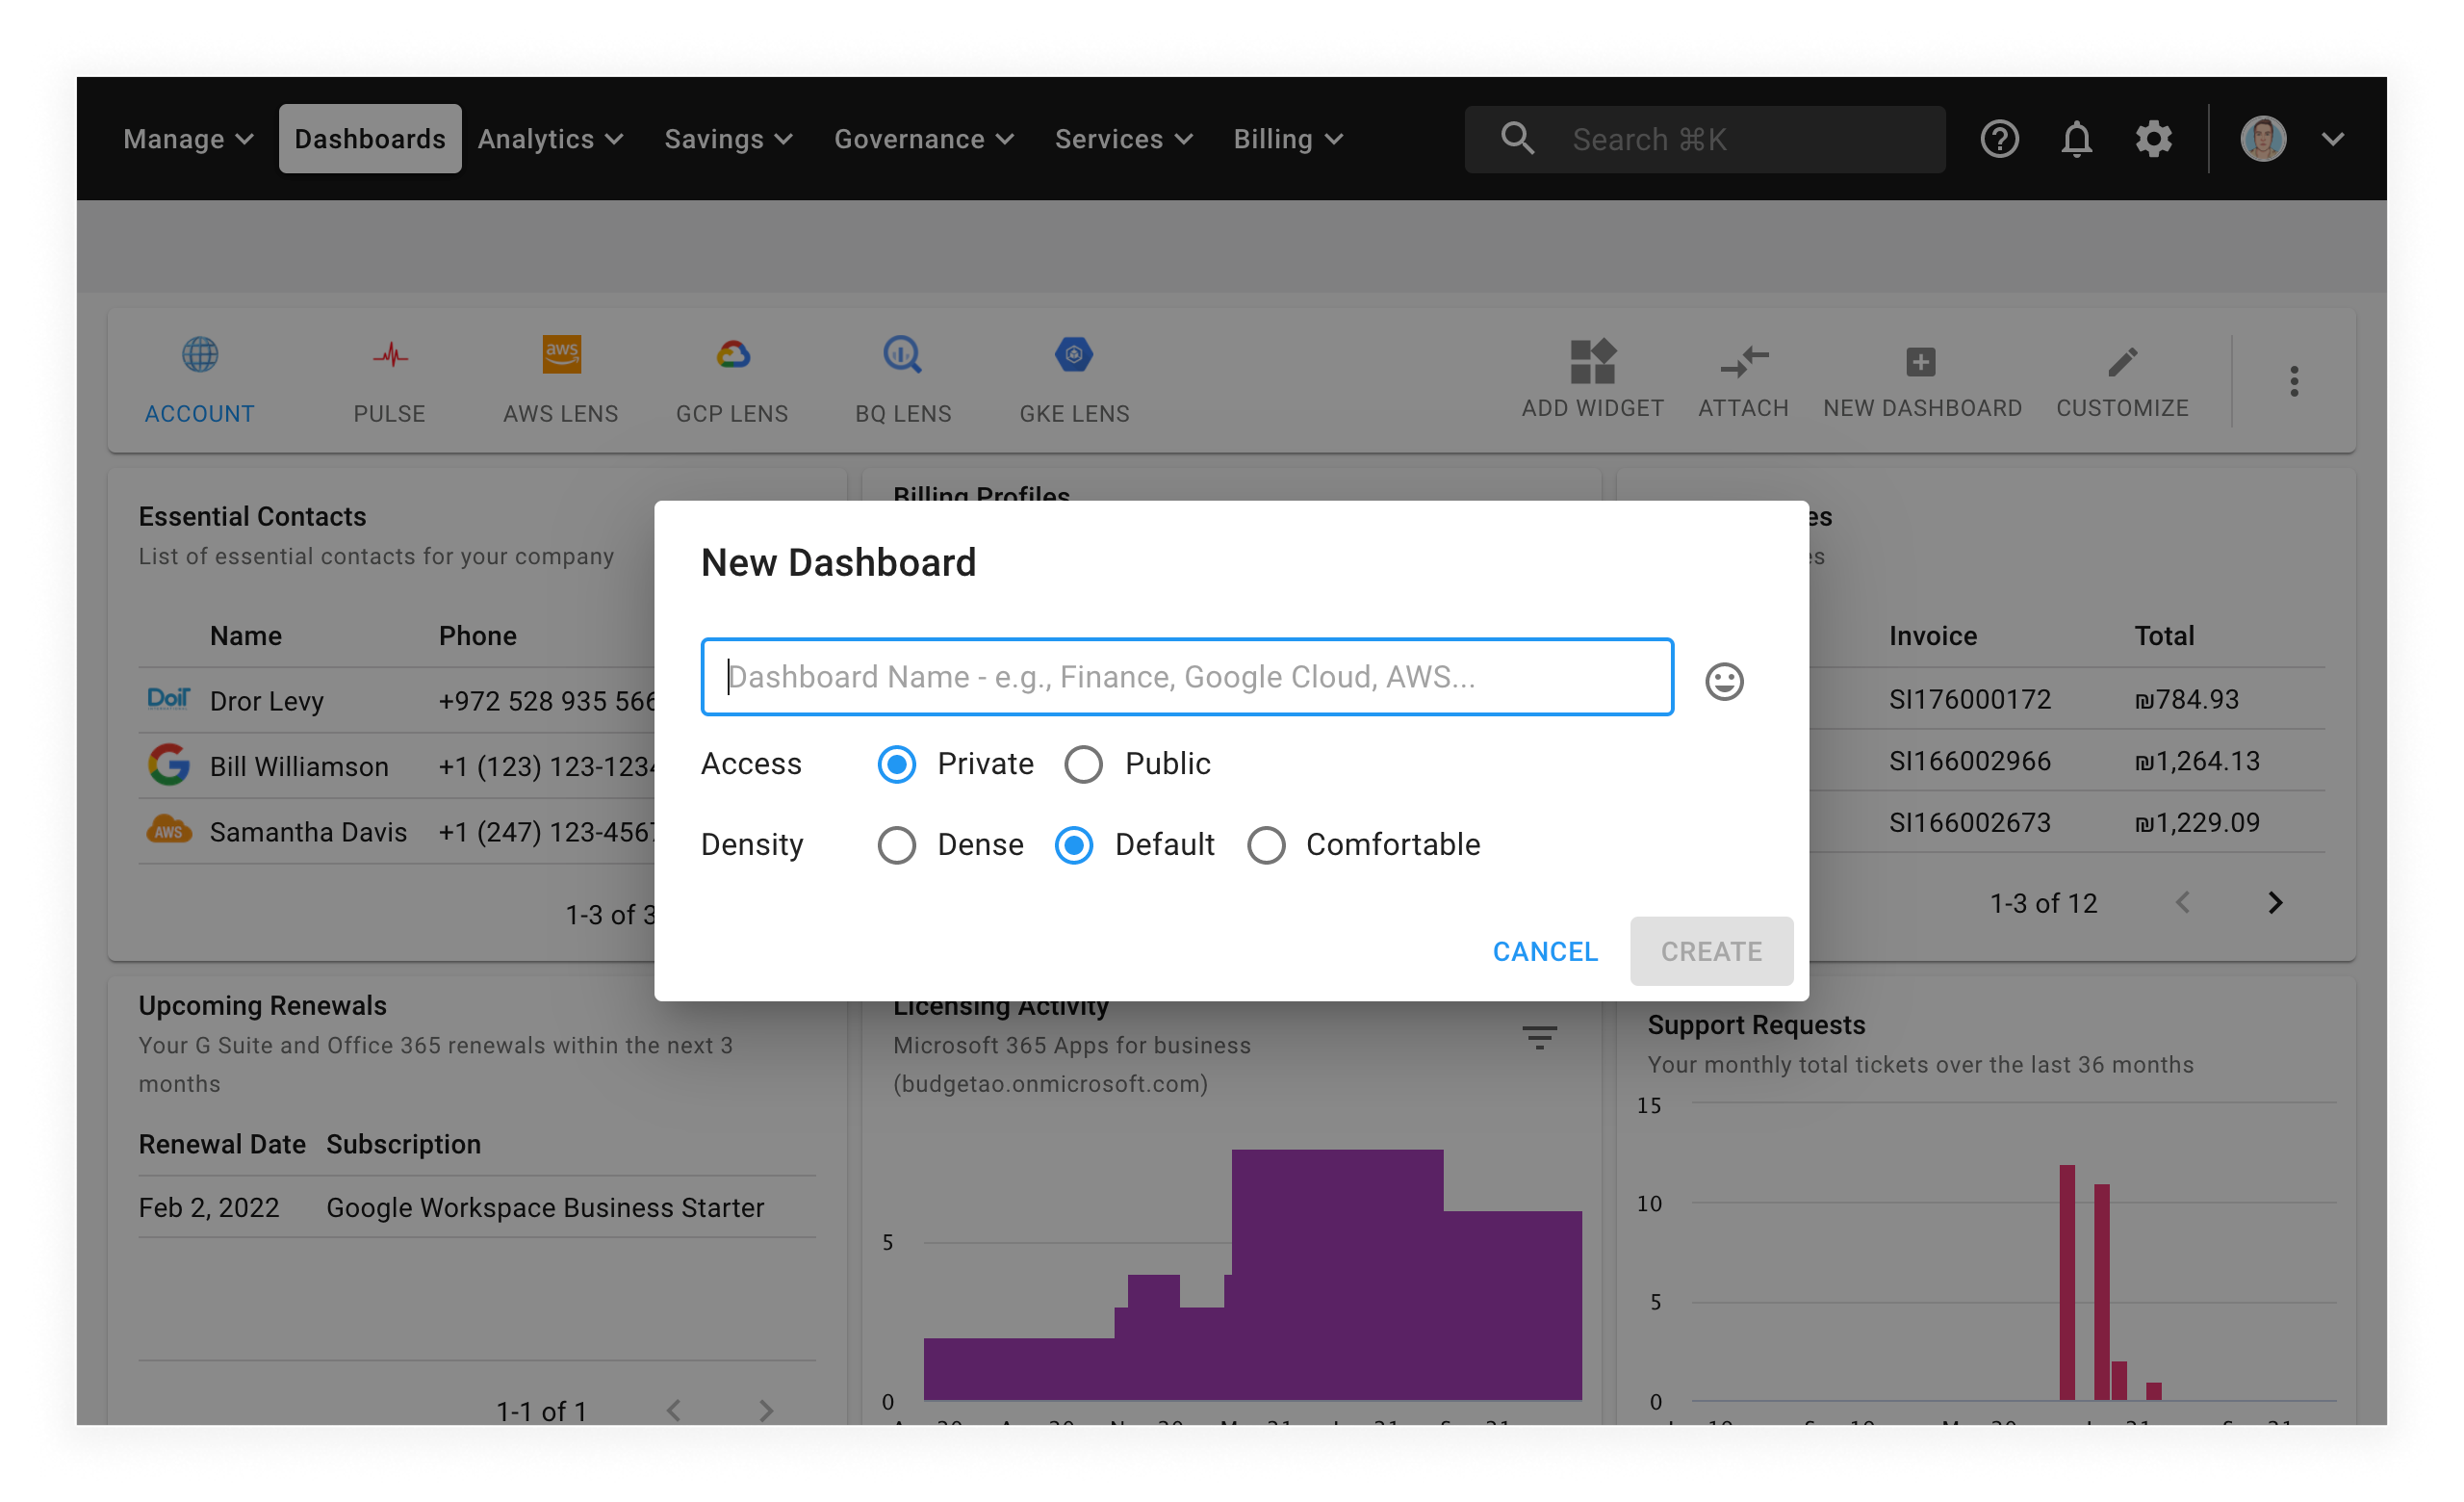 Manage Dashboards Analytics Savings Governance Services Billing Search ⌘K
ACCOUNT PULSE AWS LENS GCP LENS BQ LENS GKE LENS ADD WIDGET ATTACH NEW DASHBOARD CUSTOMIZE
aws
Essential Contacts
List of essential contacts for your company
Name Phone
DoiT Dror Levy +972 528 935 566
Bill Williamson +1 (123) 123-1234
AWS Samantha Davis +1 (247) 123-4567
1-3 of 3
Billing Profiles
New Dashboard
Dashboard Name - e.g., Finance, Google Cloud, AWS...
Access Private Public
Density Dense Default Comfortable
CANCEL CREATE
Invoice Total
SI176000172 ₪784.93
SI166002966 ₪1,264.13
SI166002673 ₪1,229.09
1-3 of 12
Upcoming Renewals
Your G Suite and Office 365 renewals within the next 3
months
Renewal Date Subscription
Feb 2, 2022 Google Workspace Business Starter
1-1 of 1
Licensing Activity
Microsoft 365 Apps for business
(budgetao.onmicrosoft.com)
5
0
Support Requests
Your monthly total tickets over the last 36 months
15
10
5
0